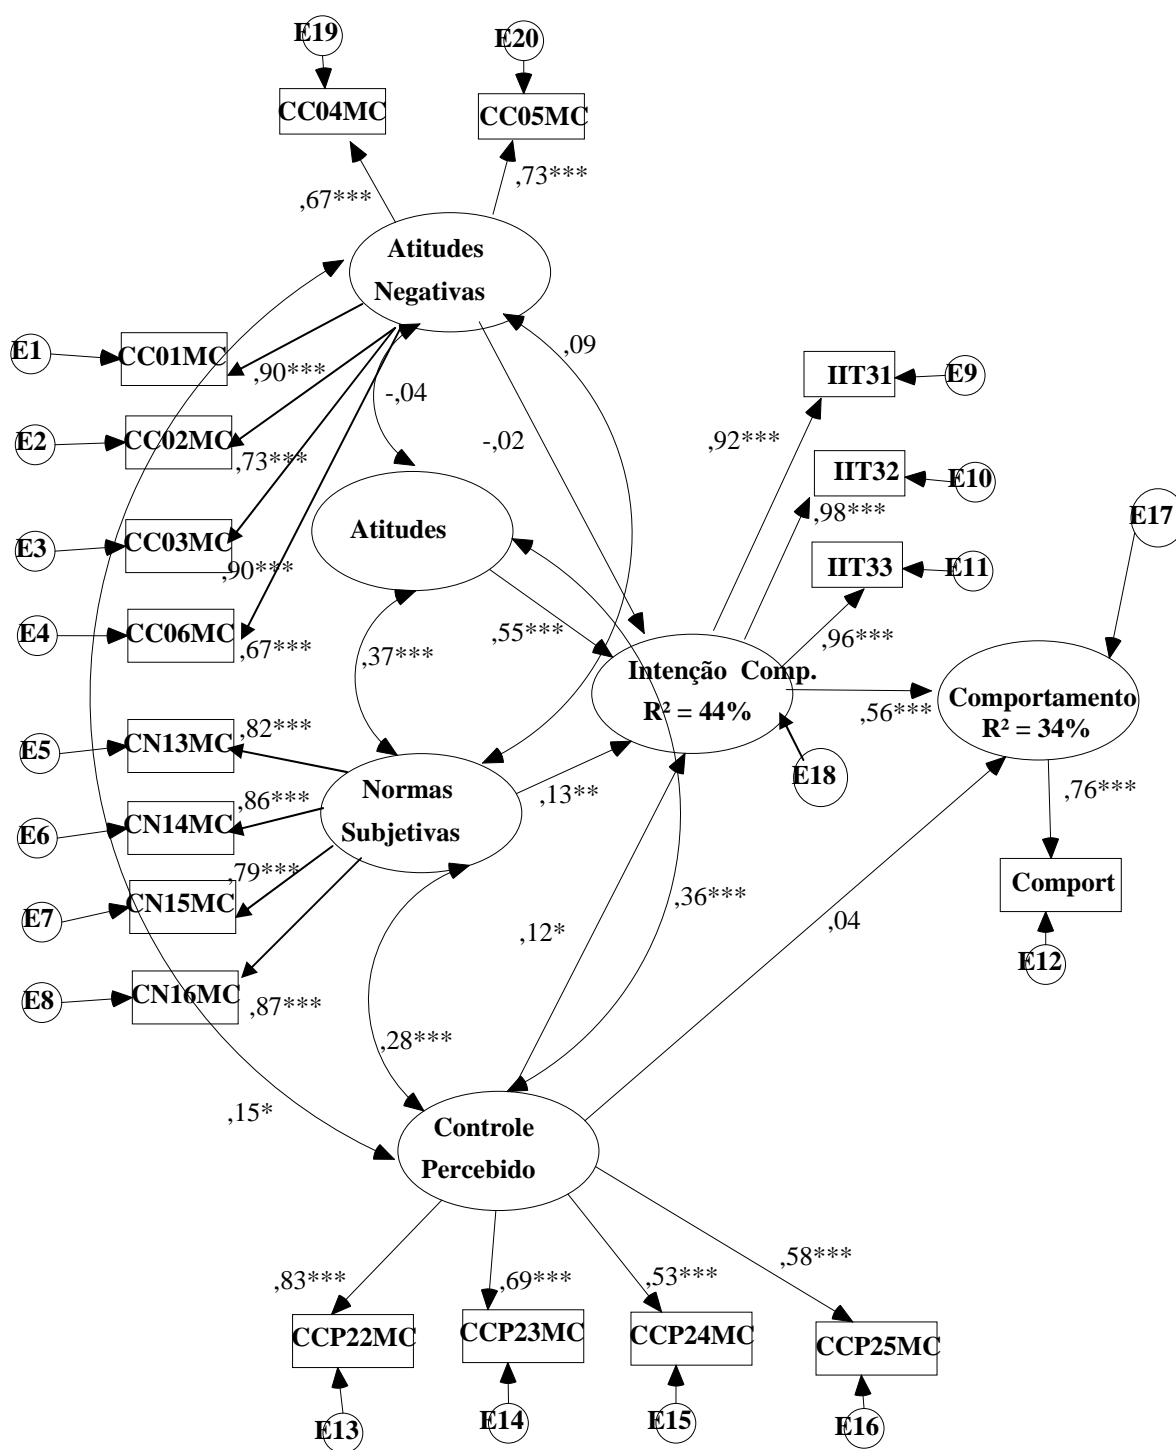 E19
E20
CC04MC
CC05MC
,67***
,73***
Atitudes
Negativas
E1
CC01MC
,90***
,09
-,04
IIT31
E9
E2
CC02MC
,73***
-,02
,92***
IIT32
E10
,98***
E17
E3
CC03MC
,90***
Atitudes
IIT33
E11
E4
CC06MC
,67***
,37***
,55***
,96***
Intenção Comp.
R² = 44%
,56***
Comportamento
R² = 34%
E5
CN13MC
,82***
E18
Normas
Subjetivas
,13**
,76***
E6
CN14MC
,86***
E7
CN15MC
,79***
,36***
Comport
,12*
,04
E12
E8
CN16MC
,87***
,28***
,15*
Controle
Percebido
,83***
,69***
,53***
,58***
CCP22MC
CCP23MC
CCP24MC
CCP25MC
E13
E14
E15
E16